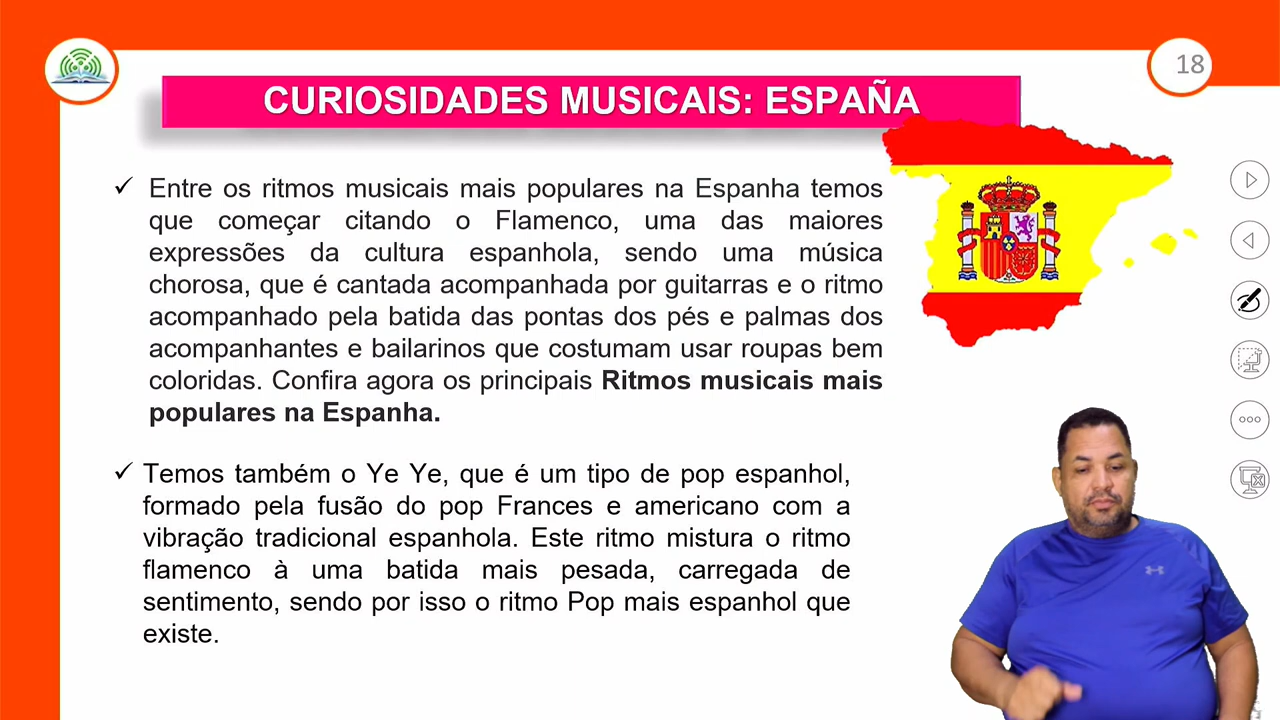 18
CURIOSIDADES MUSICAIS: ESPAÑA
✓ Entre os ritmos musicais mais populares na Espanha temos
que começar citando o Flamenco, uma das maiores
expressões da cultura espanhola, sendo uma música
chorosa, que é cantada acompanhada por guitarras e o ritmo
acompanhado pela batida das pontas dos pés e palmas dos
acompanhantes e bailarinos que costumam usar roupas bem
coloridas. Confira agora os principais Ritmos musicais mais
populares na Espanha.
✓ Temos também o Ye Ye, que é um tipo de pop espanhol,
formado pela fusão do pop Frances e americano com a
vibração tradicional espanhola. Este ritmo mistura o ritmo
flamenco à uma batida mais pesada, carregada de
sentimento, sendo por isso o ritmo Pop mais espanhol que
existe.